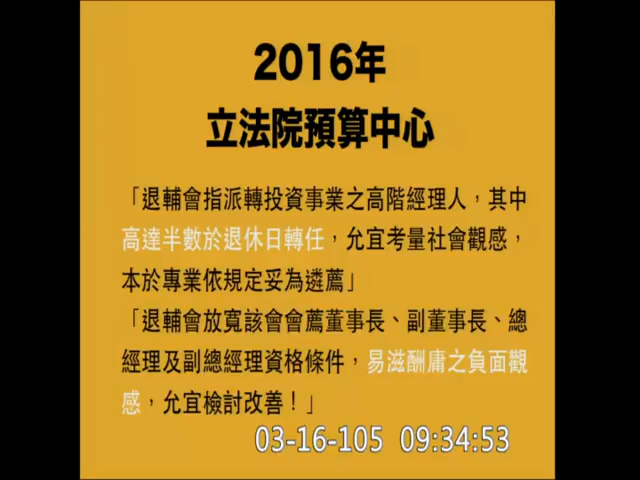 2016年
立法院預算中心
「退輔會指派轉投資事業之高階經理人，其中
高達半數於退休日轉任，允宜考量社會觀感，
本於專業依規定妥為遴薦」
「退輔會放寬該會會薦董事長、副董事長、總
經理及副總經理資格條件，易滋酬庸之負面觀
感，允宜檢討改善！」
03-16-105 09:34:53